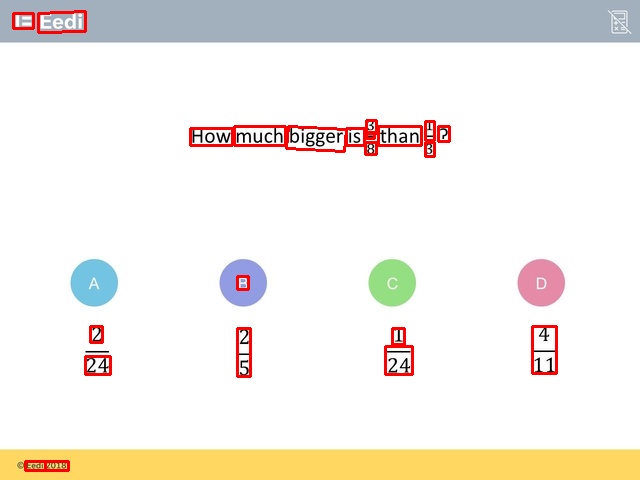 Eedi
How much bigger is 3/8 than 1/3 ?
A B C D
2/24 2/5 1/24 4/11
© Eedi 2018